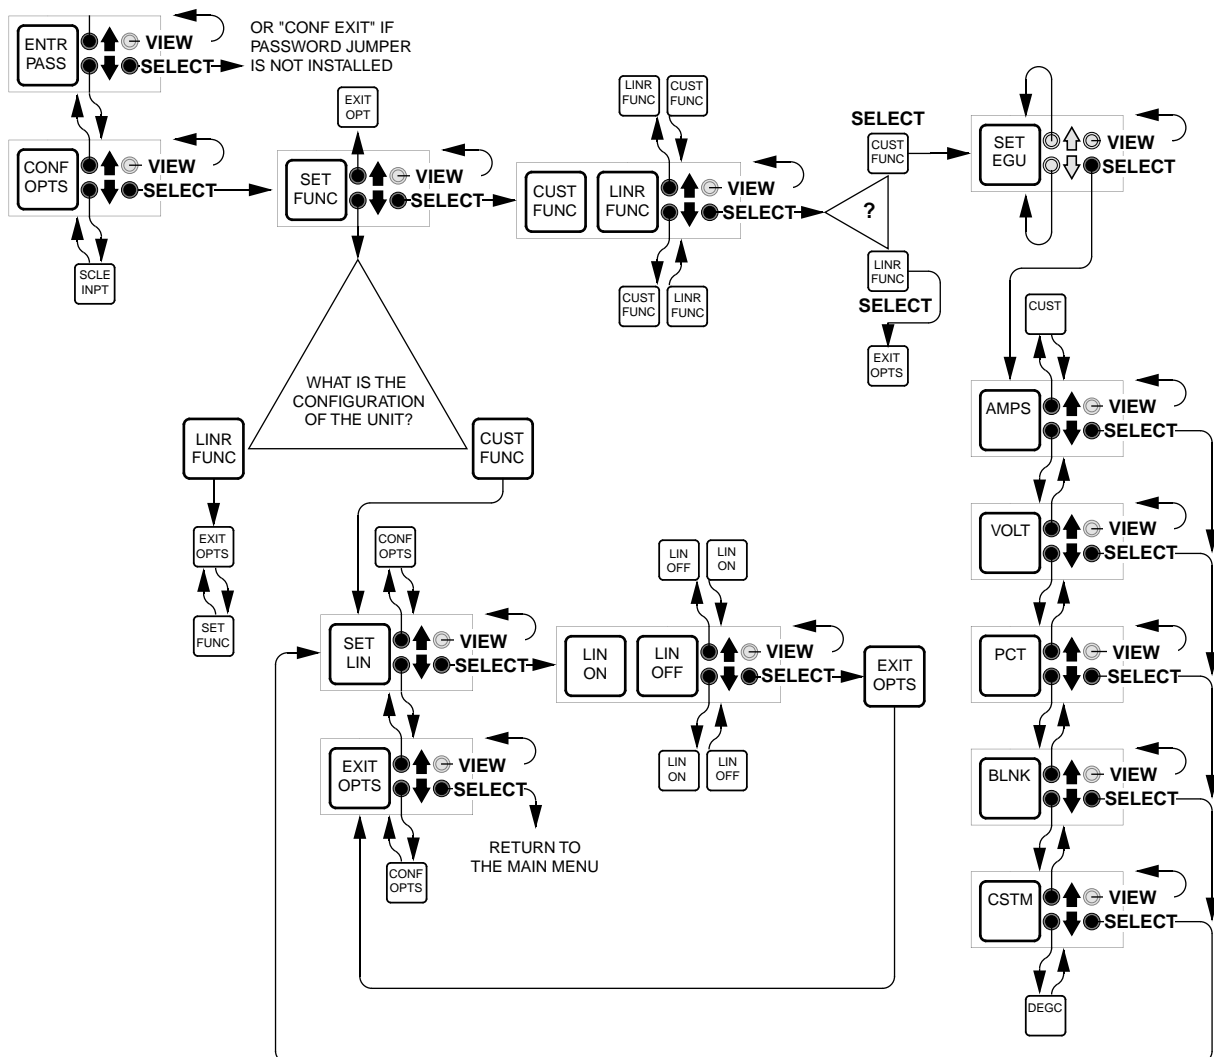 ENTR
PASS
VIEW
SELECT
OR "CONF EXIT" IF
PASSWORD JUMPER
IS NOT INSTALLED
CONF
OPTS
VIEW
SELECT
SCLE
INPT
EXIT
OPT
SET
FUNC
VIEW
SELECT
LINR
FUNC
CUST
FUNC
CUST
FUNC
LINR
FUNC
VIEW
SELECT
CUST
FUNC
LINR
FUNC
SELECT
CUST
FUNC
?
LINR
FUNC
SELECT
EXIT
OPTS
SET
EGU
VIEW
SELECT
WHAT IS THE
CONFIGURATION
OF THE UNIT?
LINR
FUNC
CUST
FUNC
EXIT
OPTS
SET
FUNC
CONF
OPTS
SET
LIN
VIEW
SELECT
LIN
OFF
LIN
ON
LIN
ON
LIN
OFF
VIEW
SELECT
LIN
ON
LIN
OFF
EXIT
OPTS
EXIT
OPTS
VIEW
SELECT
RETURN TO
THE MAIN MENU
CONF
OPTS
CUST
AMPS
VIEW
SELECT
VOLT
VIEW
SELECT
PCT
VIEW
SELECT
BLNK
VIEW
SELECT
CSTM
VIEW
SELECT
DEGC